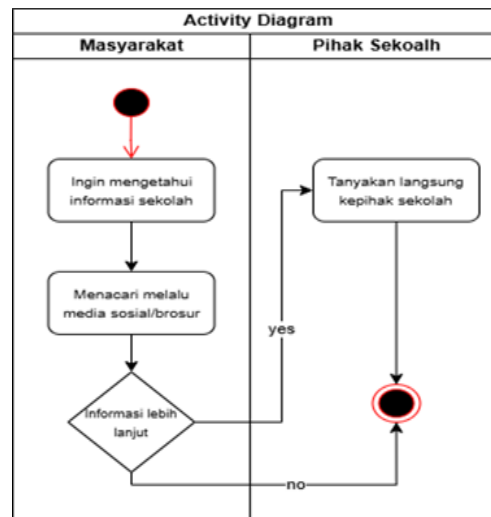 Activity Diagram
Masyarakat
Pihak Sekoalh
Ingin mengetahui
informasi sekolah
Tanyakan langsung
kepihak sekolah
Menacari melalu
media sosial/brosur
yes
Informasi lebih
lanjut
no